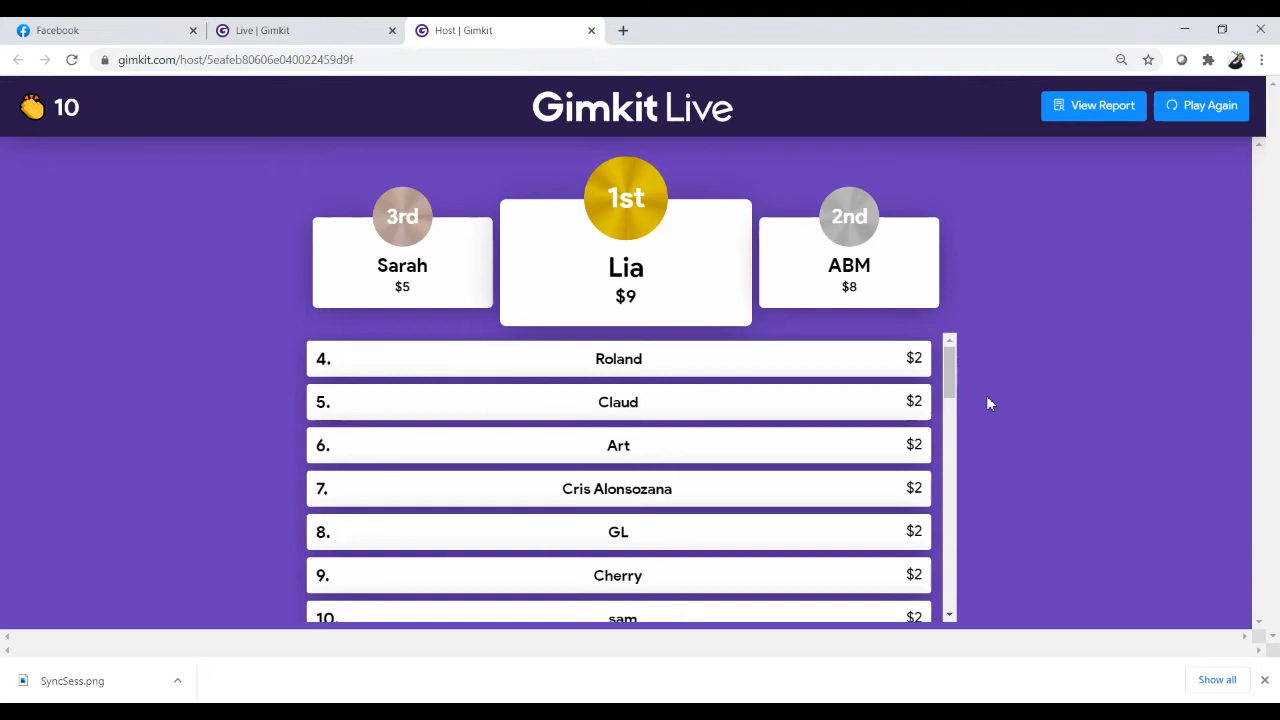 Facebook
Live | Gimkit
Host | Gimkit
gimkit.com/host/5eafeb80606e040022459d9f
10
Gimkit Live
View Report
Play Again
3rd
Sarah
$5
1st
Lia
$9
2nd
ABM
$8
4. Roland $2
5. Claud $2
6. Art $2
7. Cris Alonsozana $2
8. GL $2
9. Cherry $2
10. sam $2
SyncSess.png
Show all